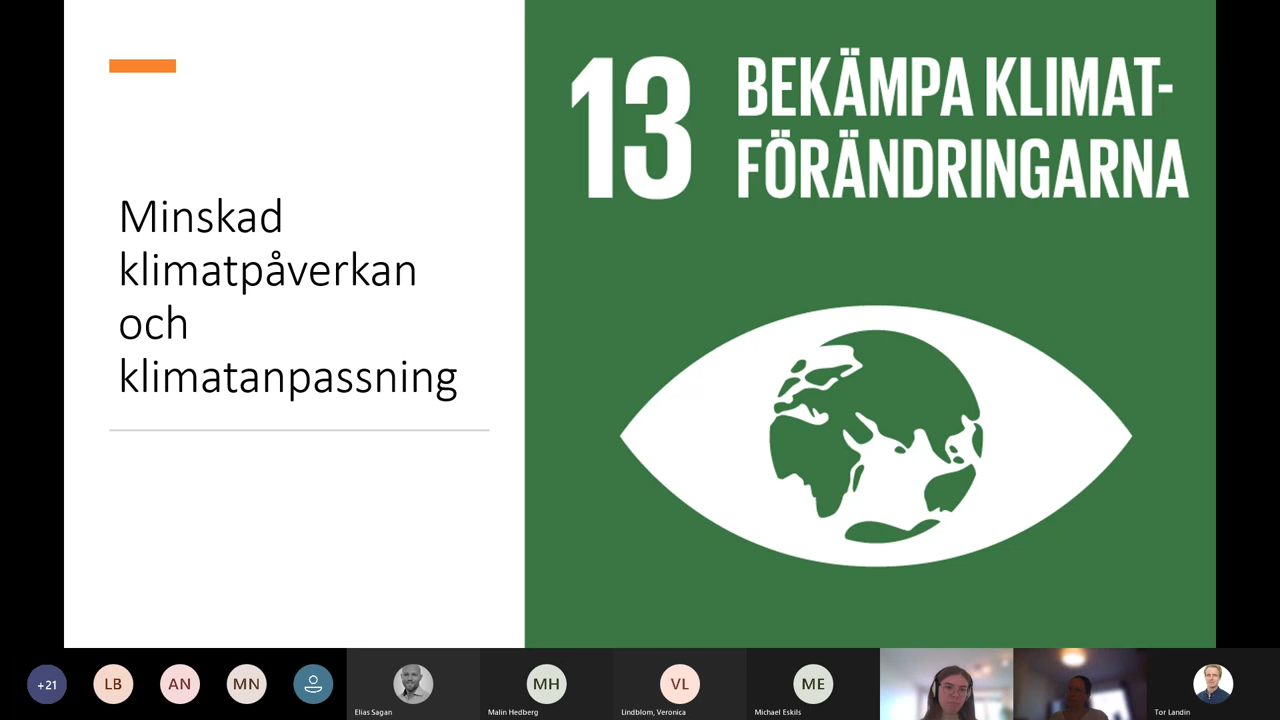 Minskad
klimatpåverkan
och
klimatanpassning
13
BEKÄMPA KLIMAT-
FÖRÄNDRINGARNA
+21
LB
AN
MN
Elias Sagan
MH
Malin Hedberg
VL
Lindblom, Veronica
ME
Michael Eskils
Tor Landin